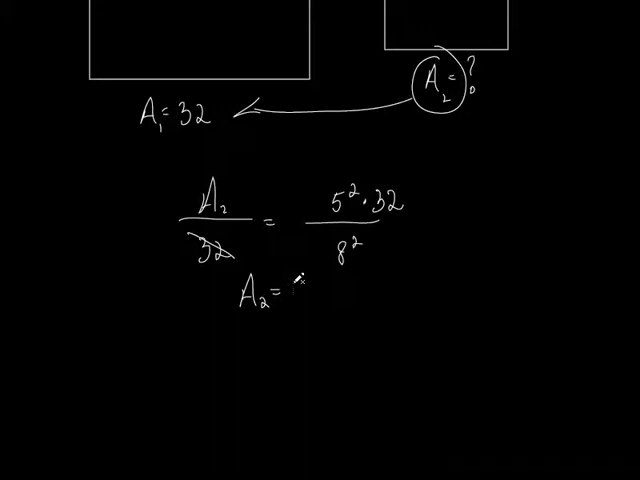 A₂ = ?
A₁ = 32
A₂ / 32 = 5² · 32 / 8²
A₂ =